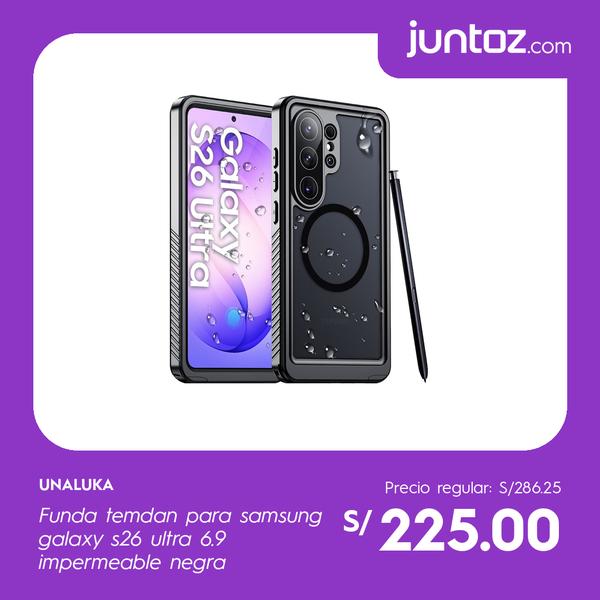 juntoz.com
Galaxy
S26 Ultra
UNALUKA
Funda temdan para samsung
galaxy s26 ultra 6.9
impermeable negra
Precio regular: S/286.25
S/ 225.00